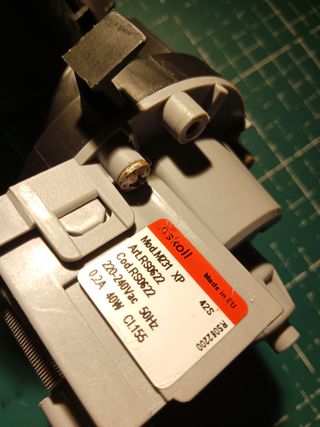 Askoll
Made in EU
Mod.M231 XP
Art.RS0622
Cod.RS0622
220-240Vac 50Hz
0,2A 40W Cl.155
42S
RS082200